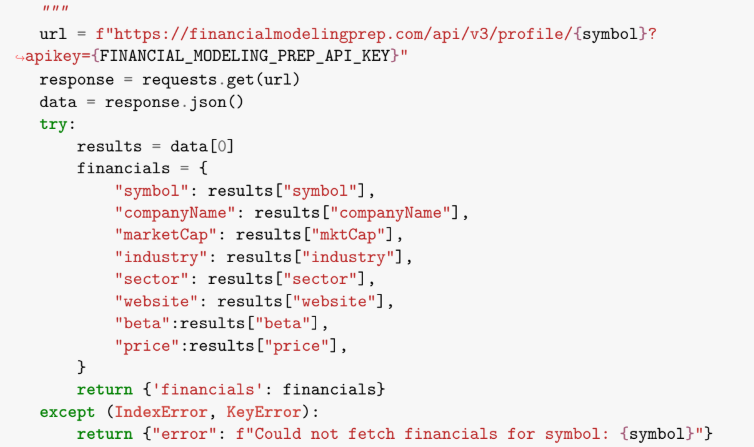 """
url = f"https://financialmodelingprep.com/api/v3/profile/{symbol}?
↪apikey={FINANCIAL_MODELING_PREP_API_KEY}"
response = requests.get(url)
data = response.json()
try:
    results = data[0]
    financials = {
        "symbol": results["symbol"],
        "companyName": results["companyName"],
        "marketCap": results["mktCap"],
        "industry": results["industry"],
        "sector": results["sector"],
        "website": results["website"],
        "beta":results["beta"],
        "price":results["price"],
    }
    return {'financials': financials}
except (IndexError, KeyError):
    return {"error": f"Could not fetch financials for symbol: {symbol}"}